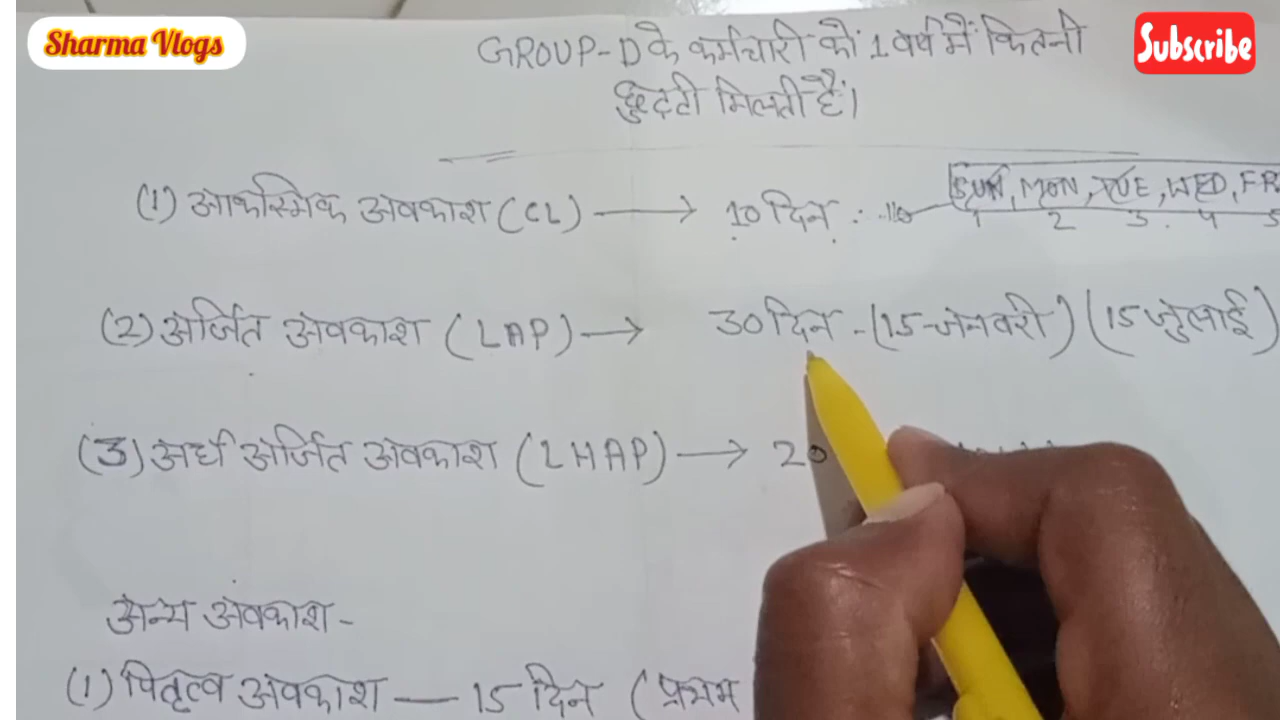 Sharma Vlogs
Subscribe
GROUP-D के कर्मचारी को 1 वर्ष में कितनी
छुट्टी मिलती हैं।
(1) आकस्मिक अवकाश (CL) → 10 दिन
SUN, MON, TUE, WED, FR
1 2 3 4 5
(2) अर्जित अवकाश (LAP) → 30 दिन - (15 जनवरी) (15 जुलाई)
(3) अर्ध अर्जित अवकाश (LHAP) → 20
अन्य अवकाश -
(1) पितृत्व अवकाश — 15 दिन (प्रथम